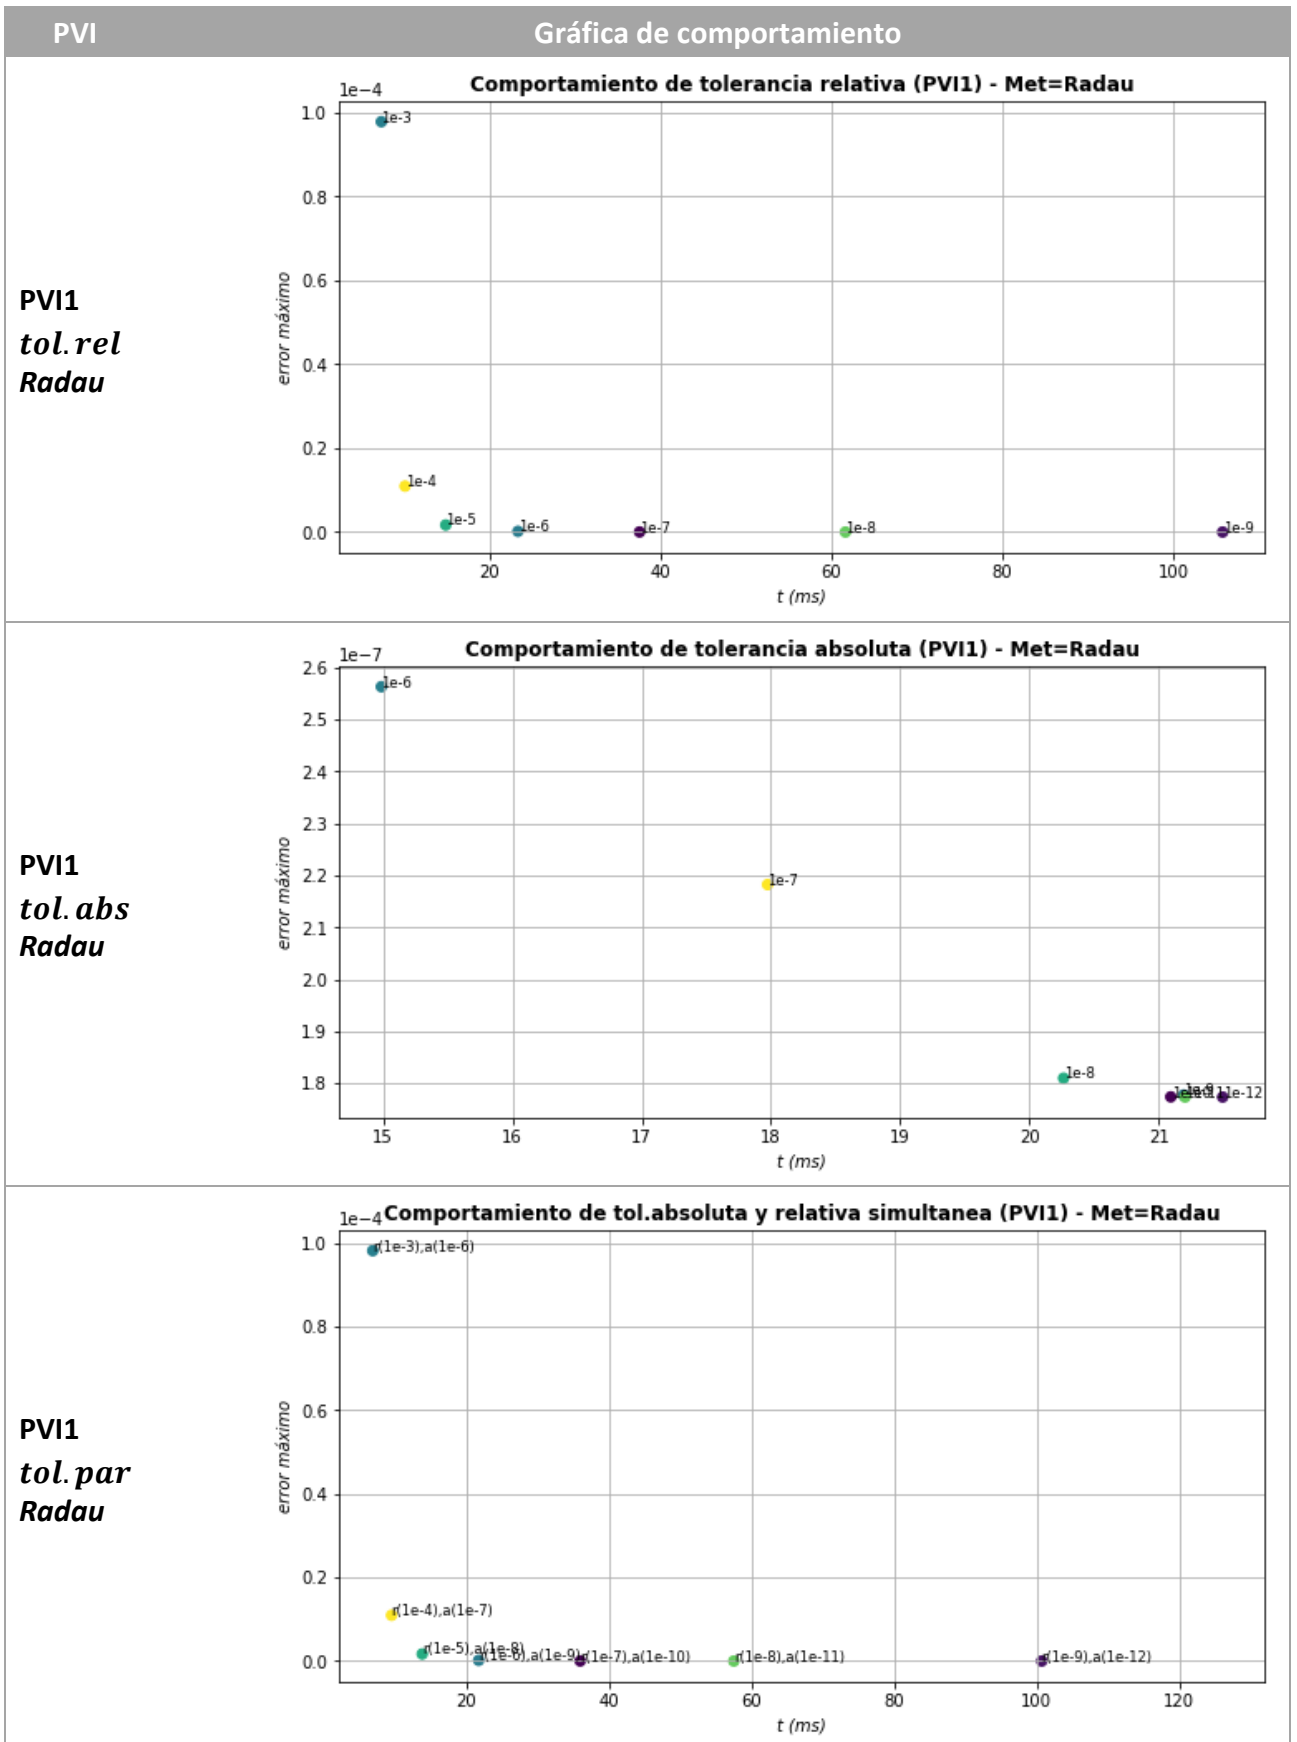 PVI Gráfica de comportamiento
PVI1
tol.rel
Radau
Comportamiento de tolerancia relativa (PVI1) - Met=Radau
1e−4
1.0
0.8
0.6
0.4
0.2
0.0
error máximo
1e-3
1e-4
1e-5
1e-6
1e-7
1e-8
1e-9
20 40 60 80 100
t (ms)
PVI1
tol.abs
Radau
Comportamiento de tolerancia absoluta (PVI1) - Met=Radau
1e−7
2.6
2.5
2.4
2.3
2.2
2.1
2.0
1.9
1.8
error máximo
1e-6
1e-7
1e-8
1e-12
15 16 17 18 19 20 21
t (ms)
PVI1
tol.par
Radau
Comportamiento de tol.absoluta y relativa simultanea (PVI1) - Met=Radau
1e−4
1.0
0.8
0.6
0.4
0.2
0.0
error máximo
r(1e-3),a(1e-6)
r(1e-4),a(1e-7)
r(1e-5),a(1e-8)
r(1e-6),a(1e-9)
r(1e-7),a(1e-10)
r(1e-8),a(1e-11)
r(1e-9),a(1e-12)
20 40 60 80 100 120
t (ms)